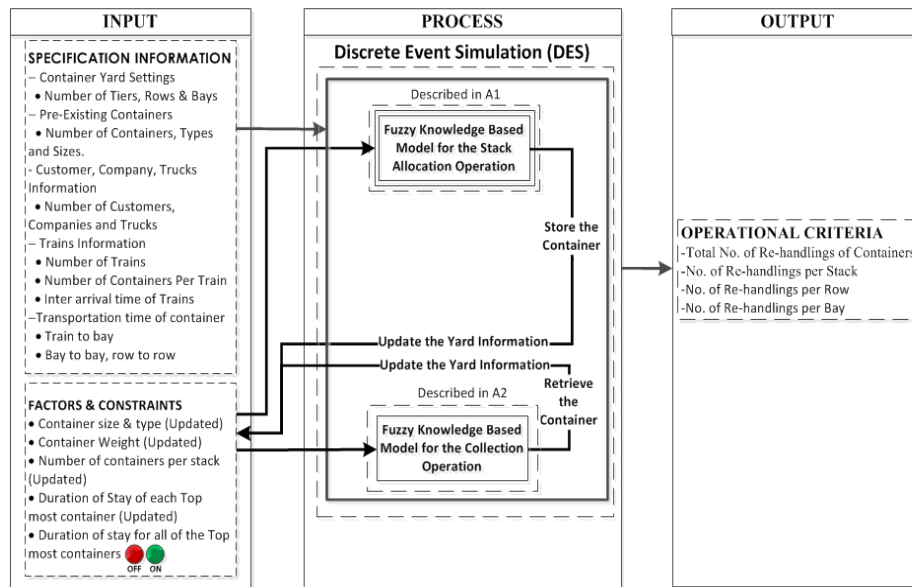 INPUT
SPECIFICATION INFORMATION
– Container Yard Settings
• Number of Tiers, Rows & Bays
– Pre-Existing Containers
• Number of Containers, Types
and Sizes.
- Customer, Company, Trucks
Information
• Number of Customers,
Companies and Trucks
– Trains Information
• Number of Trains
• Number of Containers Per Train
• Inter arrival time of Trains
–Transportation time of container
• Train to bay
• Bay to bay, row to row
FACTORS & CONSTRAINTS
• Container size & type (Updated)
• Container Weight (Updated)
• Number of containers per stack
(Updated)
• Duration of Stay of each Top
most container (Updated)
• Duration of stay for all of the Top
most containers
OFF ON
PROCESS
Discrete Event Simulation (DES)
Described in A1
Fuzzy Knowledge Based
Model for the Stack
Allocation Operation
Store the
Container
Update the Yard Information
Update the Yard Information
Described in A2
Retrieve
the
Container
Fuzzy Knowledge Based
Model for the Collection
Operation
OUTPUT
OPERATIONAL CRITERIA
-Total No. of Re-handlings of Containers
-No. of Re-handlings per Stack
-No. of Re-handlings per Row
-No. of Re-handlings per Bay